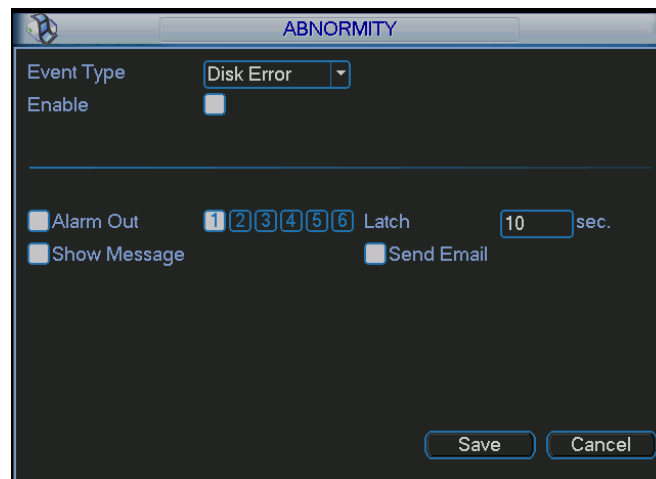 ABNORMITY
Event Type Disk Error
Enable
Alarm Out 1 2 3 4 5 6 Latch 10 sec.
Show Message Send Email
Save Cancel